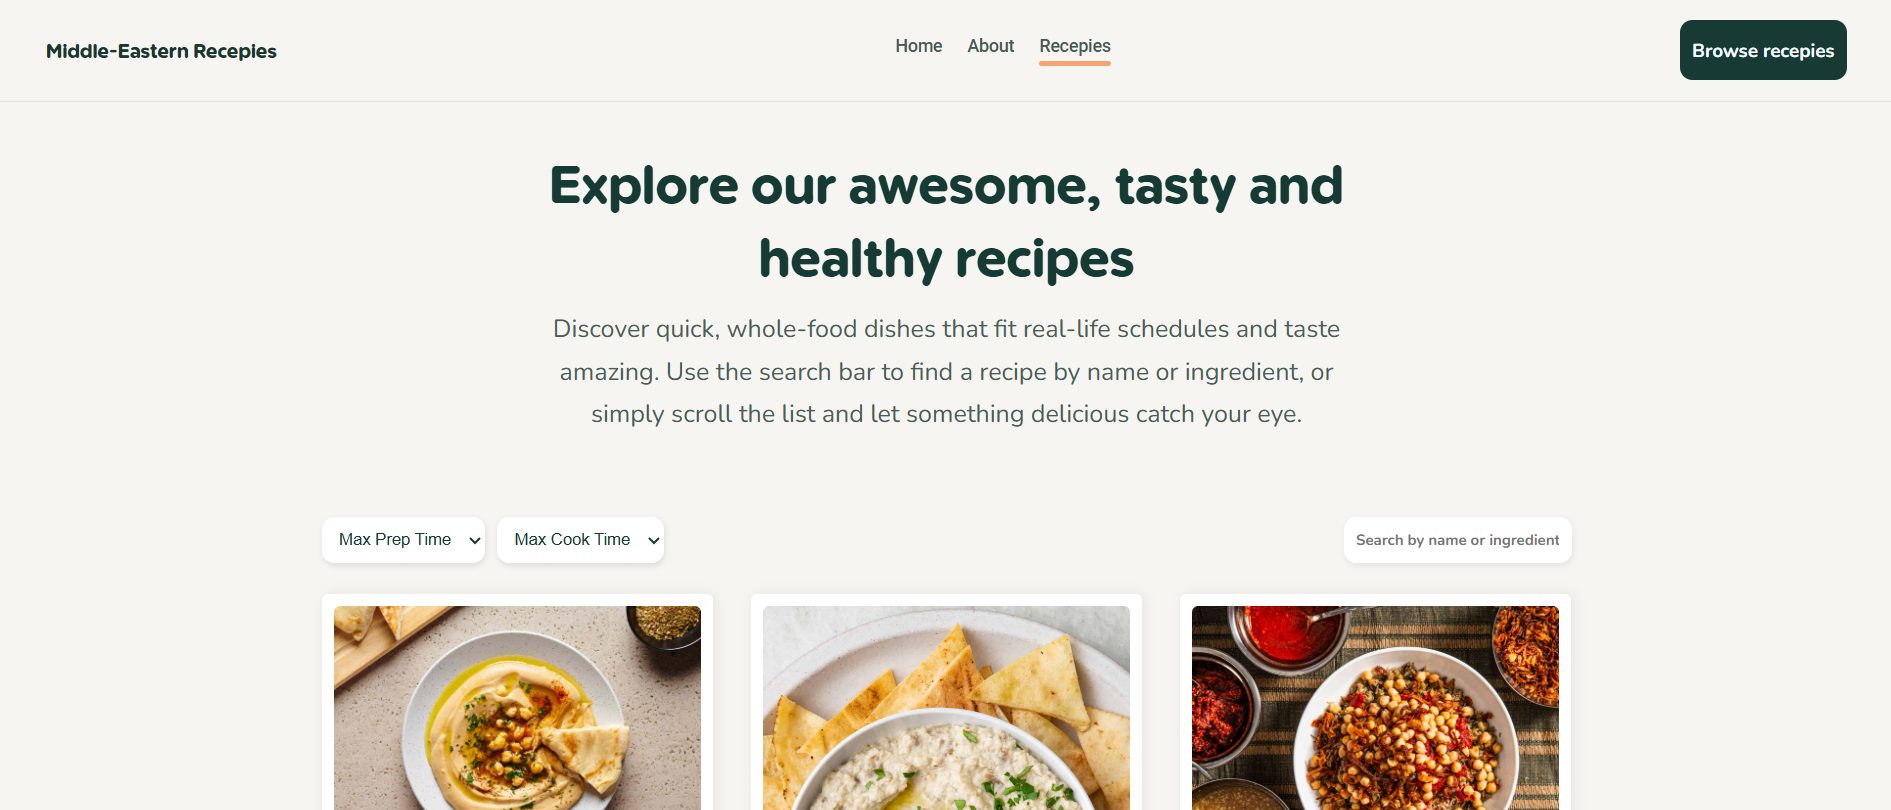 Middle-Eastern Recepies
Home
About
Recepies
Browse recepies
Explore our awesome, tasty and
healthy recipes
Discover quick, whole-food dishes that fit real-life schedules and taste
amazing. Use the search bar to find a recipe by name or ingredient, or
simply scroll the list and let something delicious catch your eye.
Max Prep Time
Max Cook Time
Search by name or ingredient